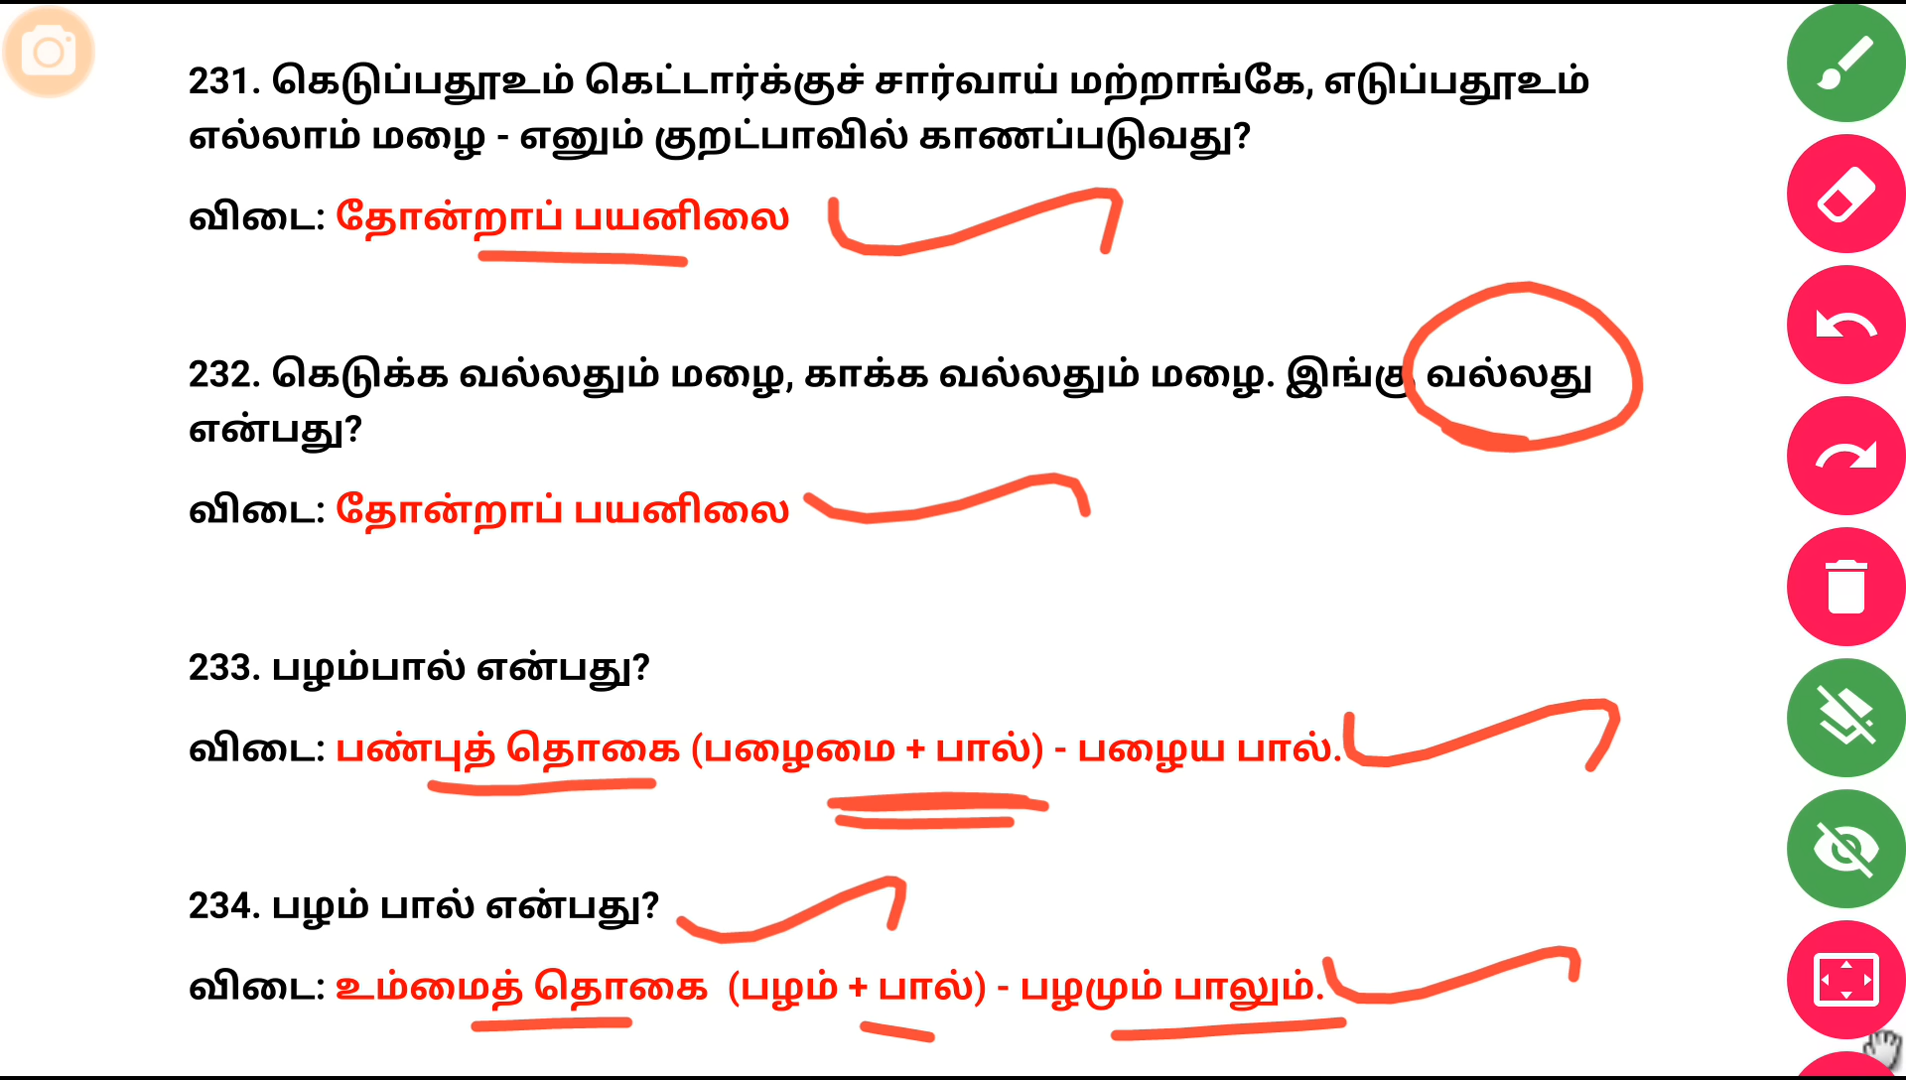 231. கெடுப்பதூஉம் கெட்டார்க்குச் சார்வாய் மற்றாங்கே, எடுப்பதூஉம்
எல்லாம் மழை - எனும் குறட்பாவில் காணப்படுவது?
விடை: தோன்றாப் பயனிலை
232. கெடுக்க வல்லதும் மழை, காக்க வல்லதும் மழை. இங்கு வல்லது
என்பது?
விடை: தோன்றாப் பயனிலை
233. பழம்பால் என்பது?
விடை: பண்புத் தொகை (பழைமை + பால்) - பழைய பால்.
234. பழம் பால் என்பது?
விடை: உம்மைத் தொகை (பழம் + பால்) - பழமும் பாலும்.